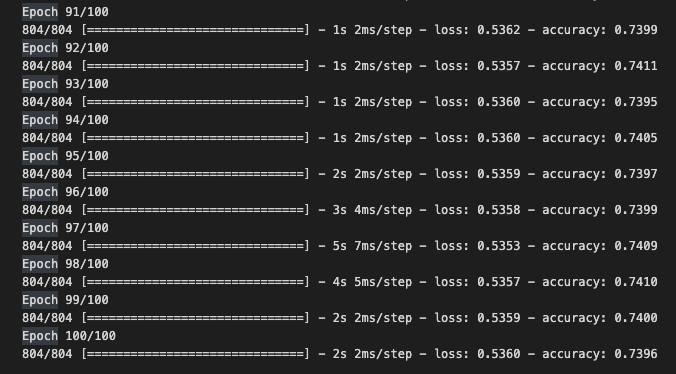 Epoch 91/100
804/804 [==============================] - 1s 2ms/step - loss: 0.5362 - accuracy: 0.7399
Epoch 92/100
804/804 [==============================] - 1s 2ms/step - loss: 0.5357 - accuracy: 0.7411
Epoch 93/100
804/804 [==============================] - 1s 2ms/step - loss: 0.5360 - accuracy: 0.7395
Epoch 94/100
804/804 [==============================] - 1s 2ms/step - loss: 0.5360 - accuracy: 0.7405
Epoch 95/100
804/804 [==============================] - 2s 2ms/step - loss: 0.5359 - accuracy: 0.7397
Epoch 96/100
804/804 [==============================] - 3s 4ms/step - loss: 0.5358 - accuracy: 0.7399
Epoch 97/100
804/804 [==============================] - 5s 7ms/step - loss: 0.5353 - accuracy: 0.7409
Epoch 98/100
804/804 [==============================] - 4s 5ms/step - loss: 0.5357 - accuracy: 0.7410
Epoch 99/100
804/804 [==============================] - 2s 2ms/step - loss: 0.5359 - accuracy: 0.7400
Epoch 100/100
804/804 [==============================] - 2s 2ms/step - loss: 0.5360 - accuracy: 0.7396